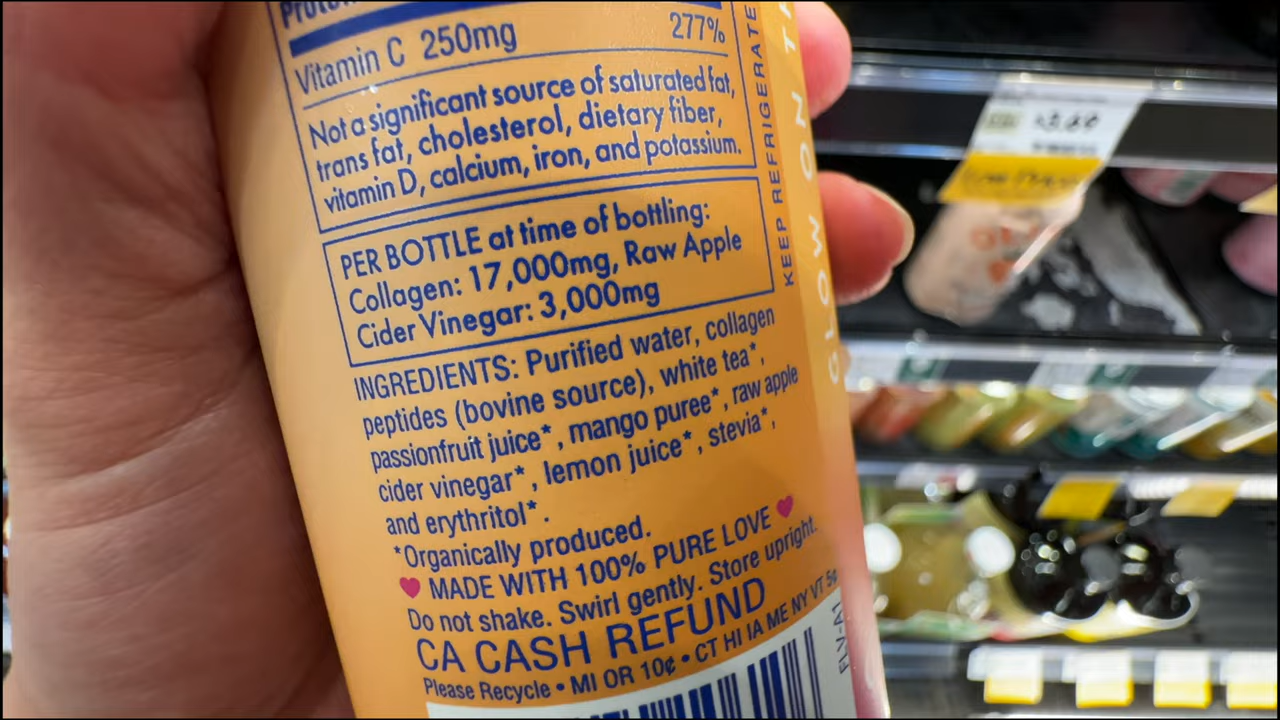 Vitamin C 250mg 277%
Not a significant source of saturated fat,
trans fat, cholesterol, dietary fiber,
vitamin D, calcium, iron, and potassium.
PER BOTTLE at time of bottling:
Collagen: 17,000mg, Raw Apple
Cider Vinegar: 3,000mg
INGREDIENTS: Purified water, collagen
peptides (bovine source), white tea*,
passionfruit juice*, mango puree*, raw apple
cider vinegar*, lemon juice*, stevia*,
and erythritol*.
*Organically produced.
MADE WITH 100% PURE LOVE
Do not shake. Swirl gently. Store upright.
CA CASH REFUND
Please Recycle • MI OR 10¢ • CT HI IA ME NY VT 5¢
KEEP REFRIGERATE
GLOW ON